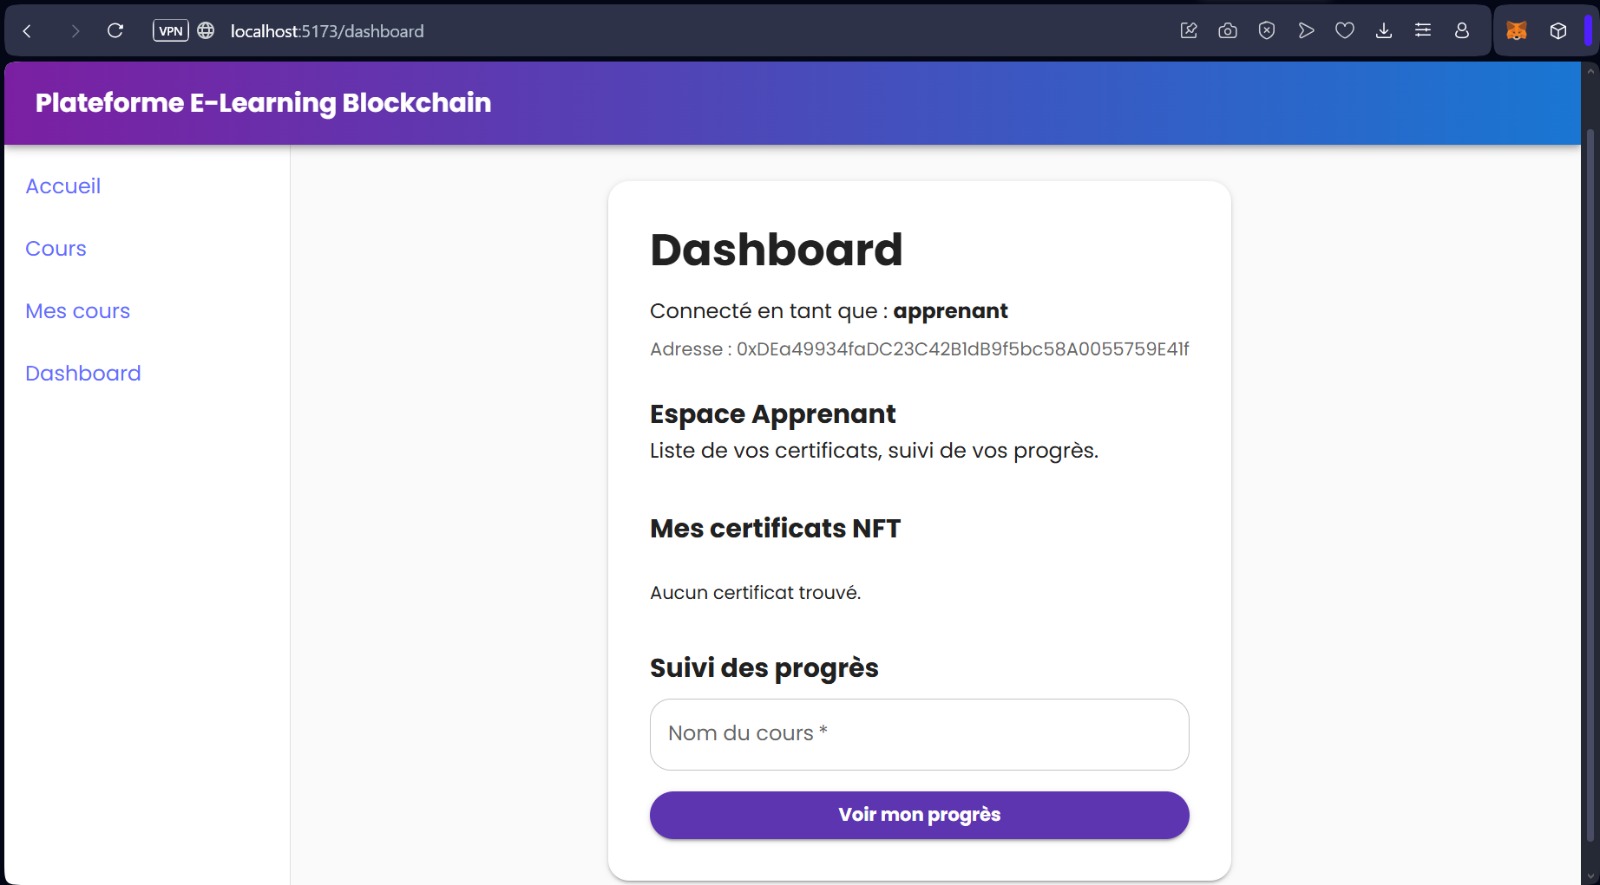 VPN
localhost:5173/dashboard
Plateforme E-Learning Blockchain
Accueil
Cours
Mes cours
Dashboard
Dashboard
Connecté en tant que : apprenant
Adresse : 0xDEa49934faDC23C42B1dB9f5bc58A0055759E41f
Espace Apprenant
Liste de vos certificats, suivi de vos progrès.
Mes certificats NFT
Aucun certificat trouvé.
Suivi des progrès
Nom du cours *
Voir mon progrès